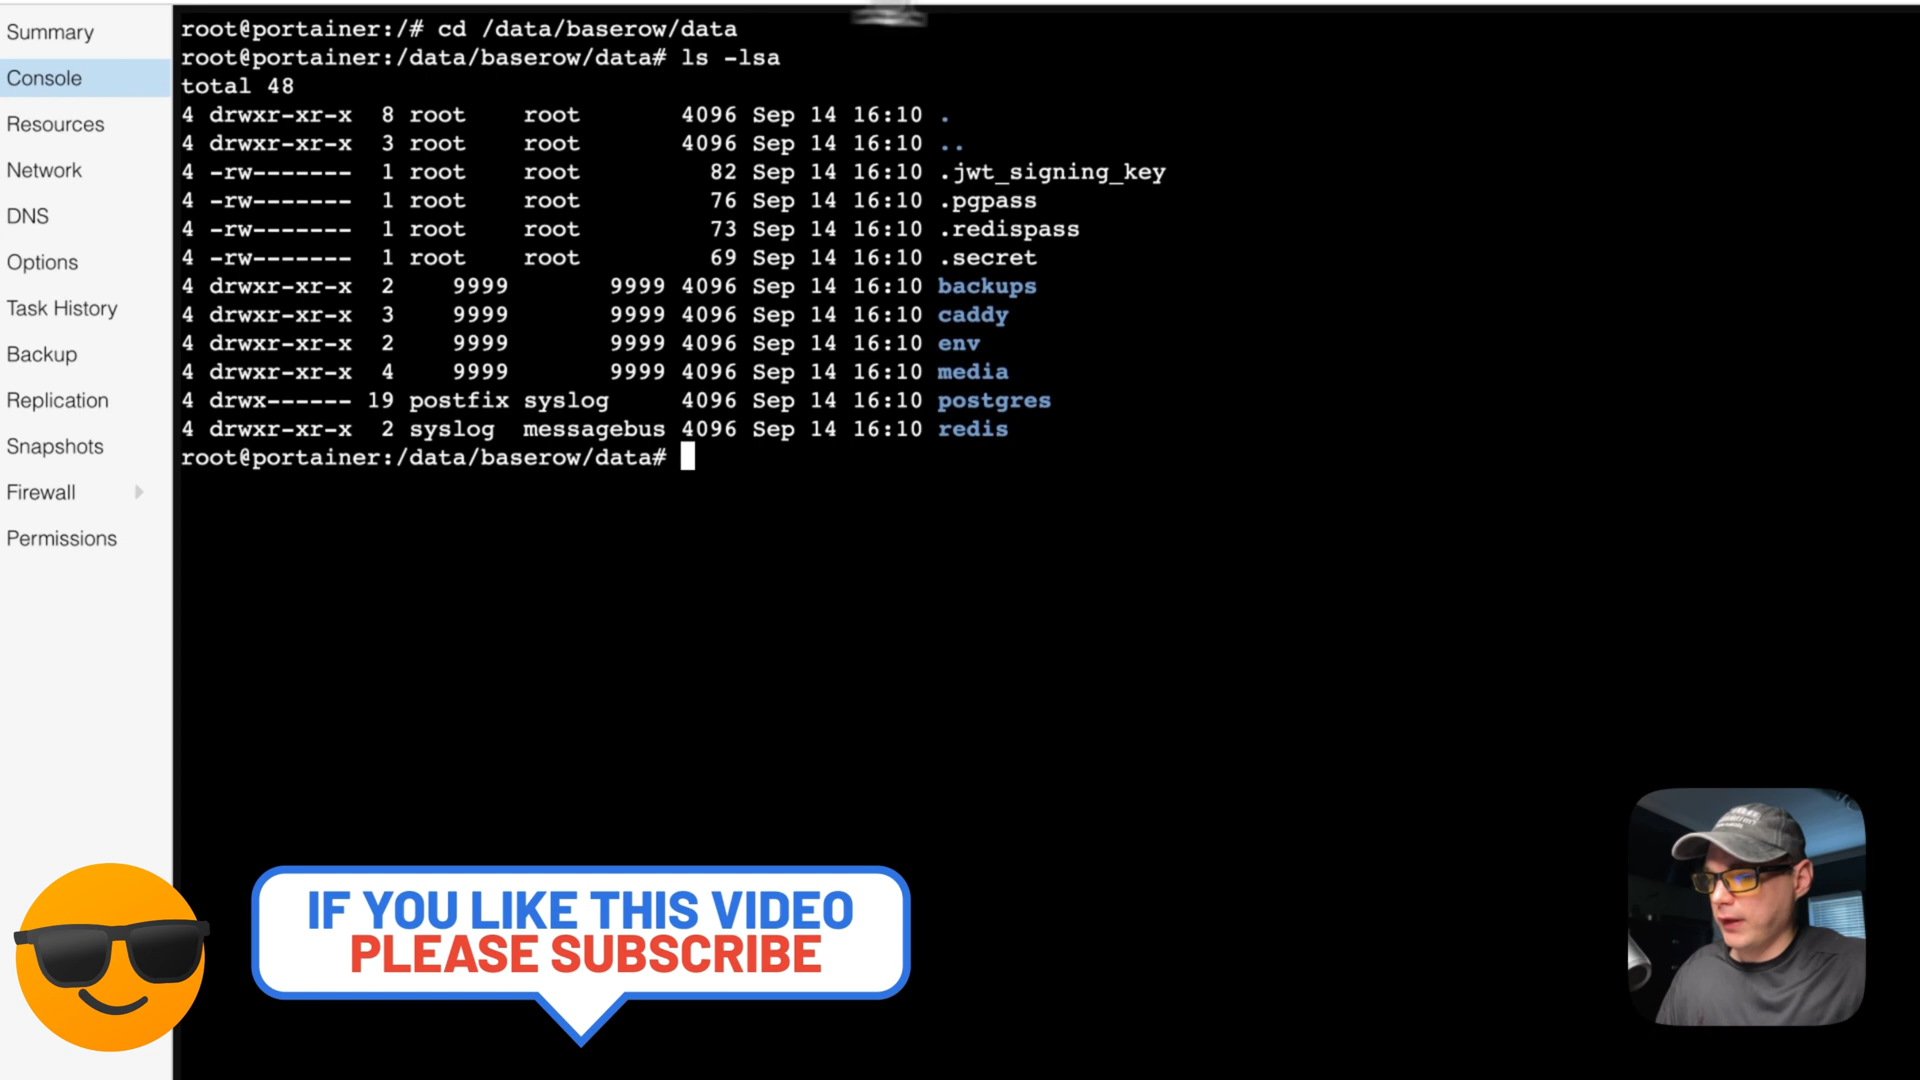 Summary
Console
Resources
Network
DNS
Options
Task History
Backup
Replication
Snapshots
Firewall
Permissions
root@portainer:/# cd /data/baserow/data
root@portainer:/data/baserow/data# ls -lsa
total 48
4 drwxr-xr-x 8 root root 4096 Sep 14 16:10 .
4 drwxr-xr-x 3 root root 4096 Sep 14 16:10 ..
4 -rw------- 1 root root 82 Sep 14 16:10 .jwt_signing_key
4 -rw------- 1 root root 76 Sep 14 16:10 .pgpass
4 -rw------- 1 root root 73 Sep 14 16:10 .redispass
4 -rw------- 1 root root 69 Sep 14 16:10 .secret
4 drwxr-xr-x 2 9999 9999 4096 Sep 14 16:10 backups
4 drwxr-xr-x 3 9999 9999 4096 Sep 14 16:10 caddy
4 drwxr-xr-x 2 9999 9999 4096 Sep 14 16:10 env
4 drwxr-xr-x 4 9999 9999 4096 Sep 14 16:10 media
4 drwx------ 19 postfix syslog 4096 Sep 14 16:10 postgres
4 drwxr-xr-x 2 syslog messagebus 4096 Sep 14 16:10 redis
root@portainer:/data/baserow/data#
IF YOU LIKE THIS VIDEO
PLEASE SUBSCRIBE